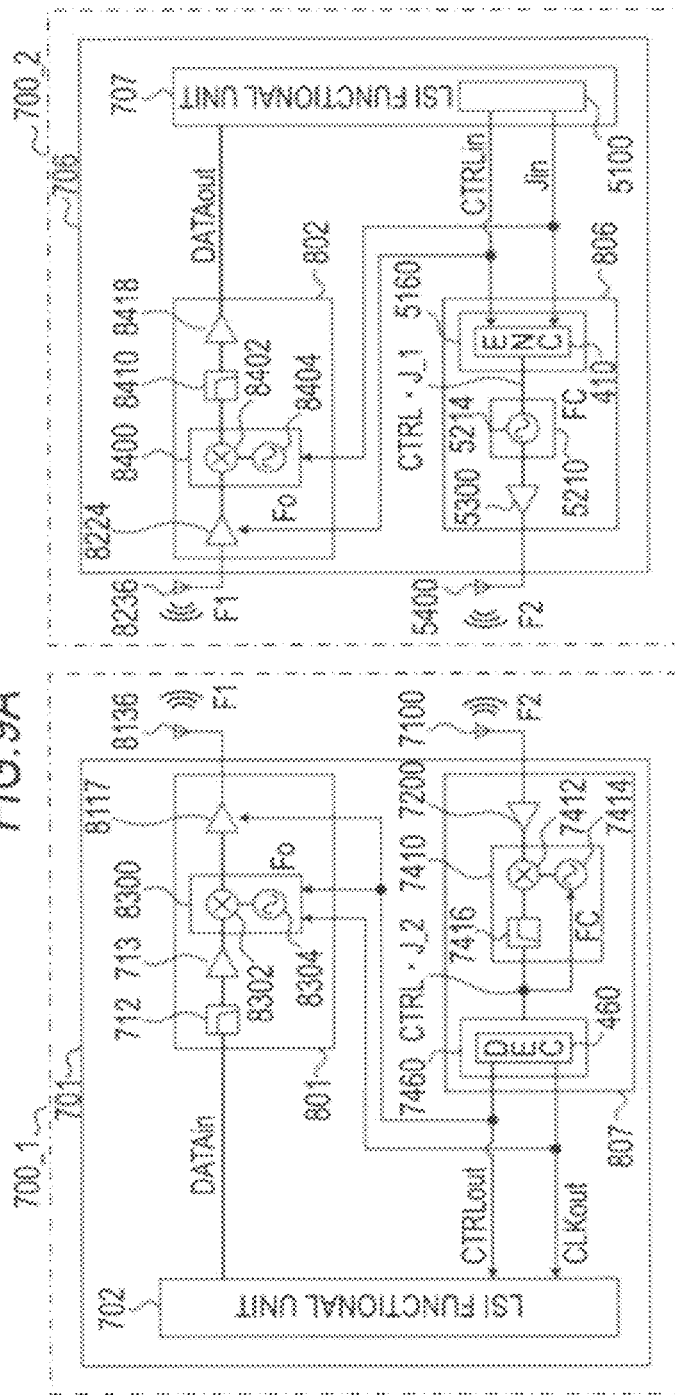 FIG. 9A
700_1
701
702
LSI FUNCTIONAL UNIT
DATAin
712
713
8300
8117
8136
F1
Fo
8302
8304
801
CTRLout
CLKout
7460
DEC
460
807
CTRL · J_2
7416
7410
7200
7100
F2
7412
7414
FC
700_2
706
8236
F1
8224
Fo
8400
8410
8418
8402
8404
802
DATAout
707
LSI FUNCTIONAL UNIT
5400
F2
5300
5210
5214
FC
CTRL · J_1
5160
ENC
410
806
CTRLin
Jin
5100